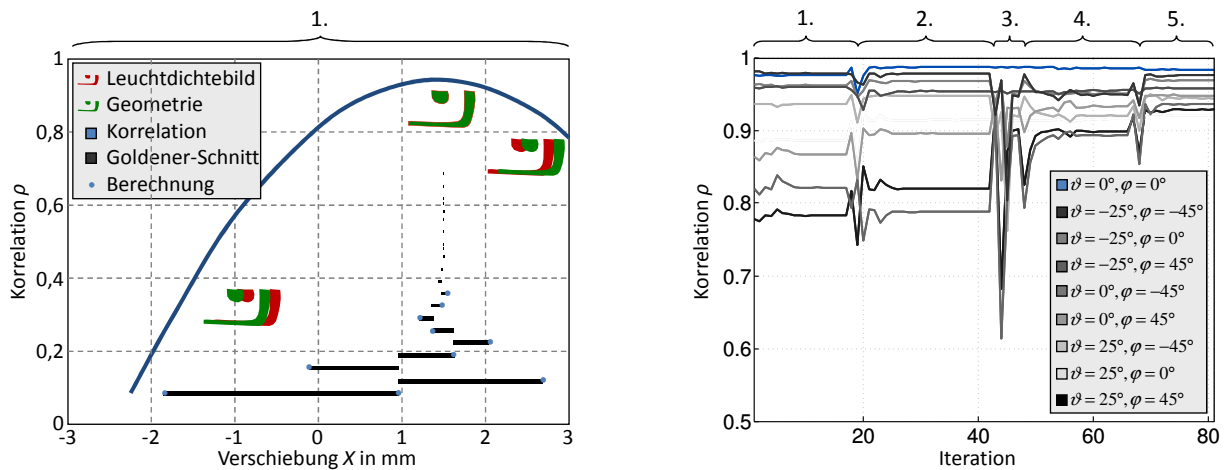 1.
Korrelation ρ
1
0,8
0,6
0,4
0,2
0
Leuchtdichtebild
Geometrie
Korrelation
Goldener-Schnitt
Berechnung
-3 -2 -1 0 1 2 3
Verschiebung X in mm
1. 2. 3. 4. 5.
Korrelation ρ
1
0.9
0.8
0.7
0.6
0.5
ϑ = 0°, φ = 0°
ϑ = −25°, φ = −45°
ϑ = −25°, φ = 0°
ϑ = −25°, φ = 45°
ϑ = 0°, φ = −45°
ϑ = 0°, φ = 45°
ϑ = 25°, φ = −45°
ϑ = 25°, φ = 0°
ϑ = 25°, φ = 45°
20 40 60 80
Iteration